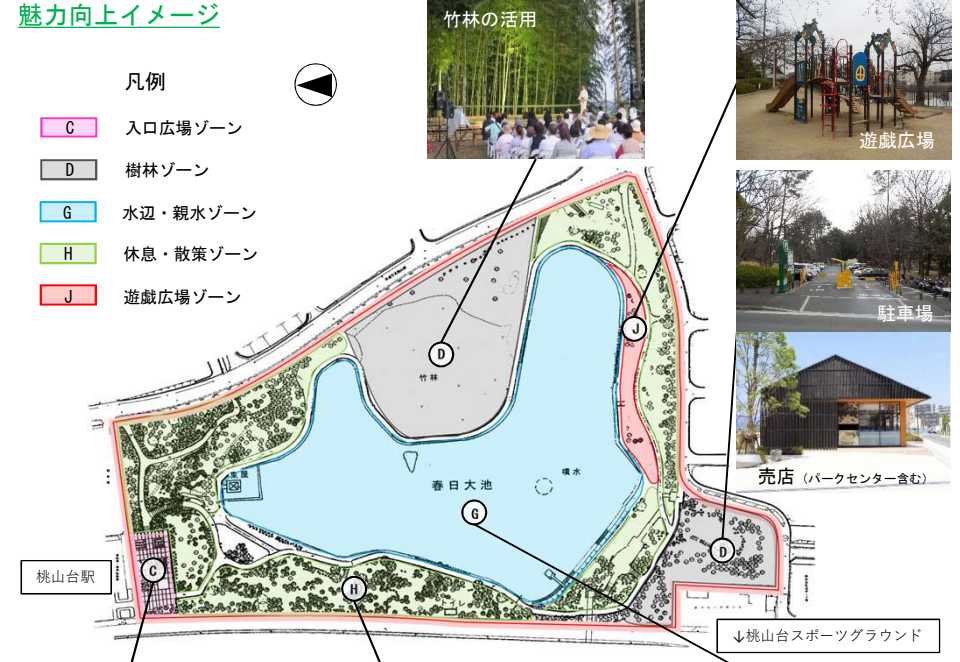 魅力向上イメージ
凡例
C 入口広場ゾーン
D 樹林ゾーン
G 水辺・親水ゾーン
H 休息・散策ゾーン
J 遊戯広場ゾーン
竹林の活用
遊戯広場
駐車場
売店（パークセンター含む）
J
D
竹林
春日大池
噴水
G
D
C
H
桃山台駅
↓桃山台スポーツグラウンド